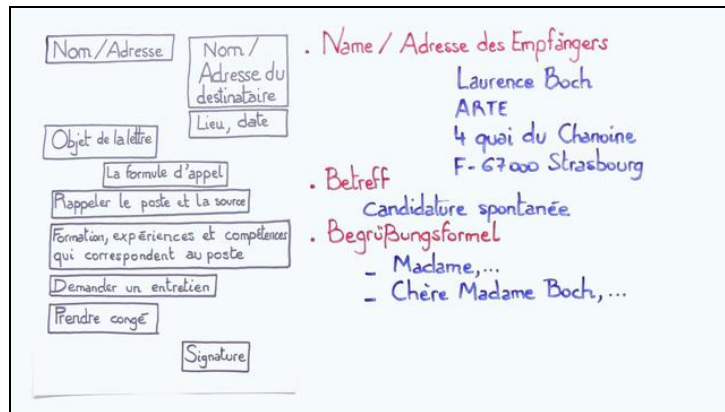 Nom/Adresse
Nom/
Adresse du
destinataire
Lieu, date
Objet de la lettre
La formule d'appel
Rappeler le poste et la source
Formation, expériences et compétences
qui correspondent au poste
Demander un entretien
Prendre congé
Signature
. Name / Adresse des Empfängers
Laurence Boch
ARTE
4 quai du Chanoine
F-67000 Strasbourg
. Betreff
Candidature spontanée
. Begrüßungsformel
_ Madame,...
_ Chère Madame Boch,...